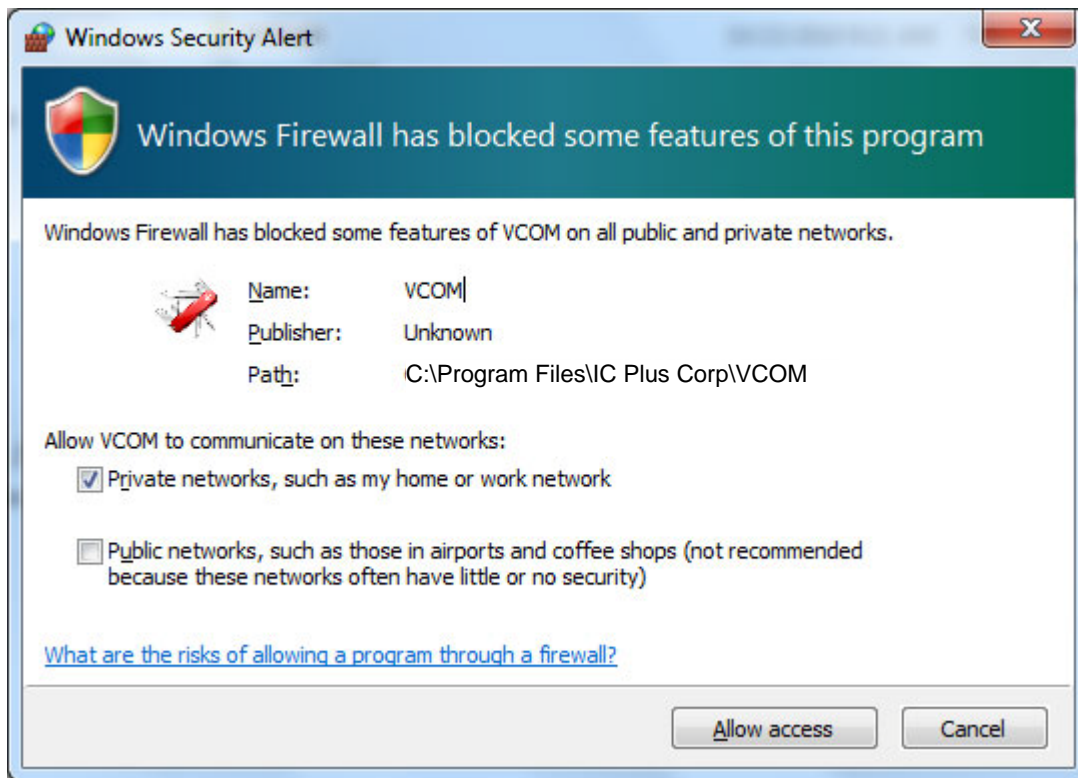 Windows Security Alert
Windows Firewall has blocked some features of this program
Windows Firewall has blocked some features of VCOM on all public and private networks.
Name: VCOM
Publisher: Unknown
Path: C:\Program Files\IC Plus Corp\VCOM
Allow VCOM to communicate on these networks:
Private networks, such as my home or work network
Public networks, such as those in airports and coffee shops (not recommended
because these networks often have little or no security)
What are the risks of allowing a program through a firewall?
Allow access Cancel